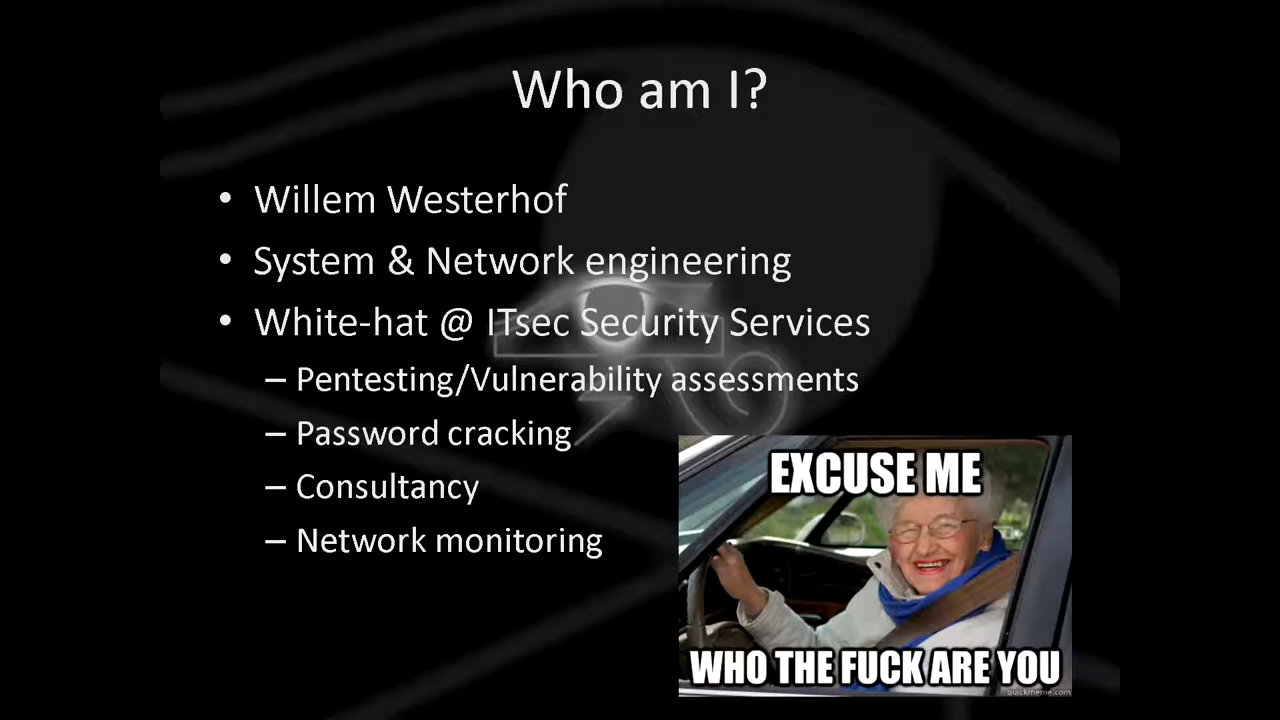 Who am I?
• Willem Westerhof
• System & Network engineering
• White-hat @ ITsec Security Services
– Pentesting/Vulnerability assessments
– Password cracking
– Consultancy
– Network monitoring
EXCUSE ME
WHO THE FUCK ARE YOU
quickmeme.com